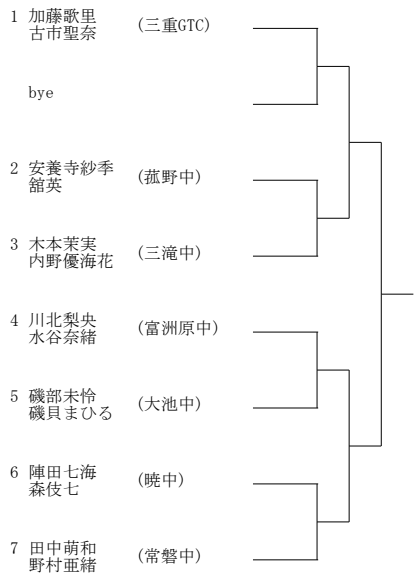 1 加藤歌里 (三重GTC)
古市聖奈
bye
2 安養寺紗季 (菰野中)
舘英
3 木本茉実 (三滝中)
内野優海花
4 川北梨央 (富洲原中)
水谷奈緒
5 磯部未怜 (大池中)
磯貝まひる
6 陣田七海 (暁中)
森伎七
7 田中萌和 (常磐中)
野村亜緒